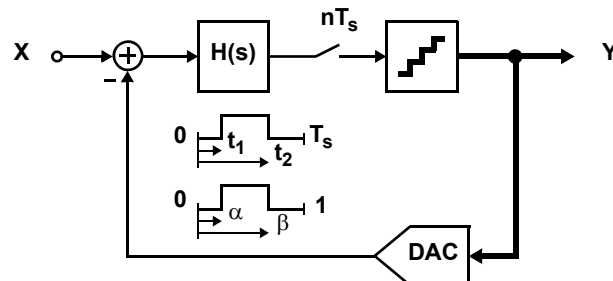 nTₛ
X
H(s)
Y
−
0 t₁ t₂ Tₛ
0 α β 1
DAC